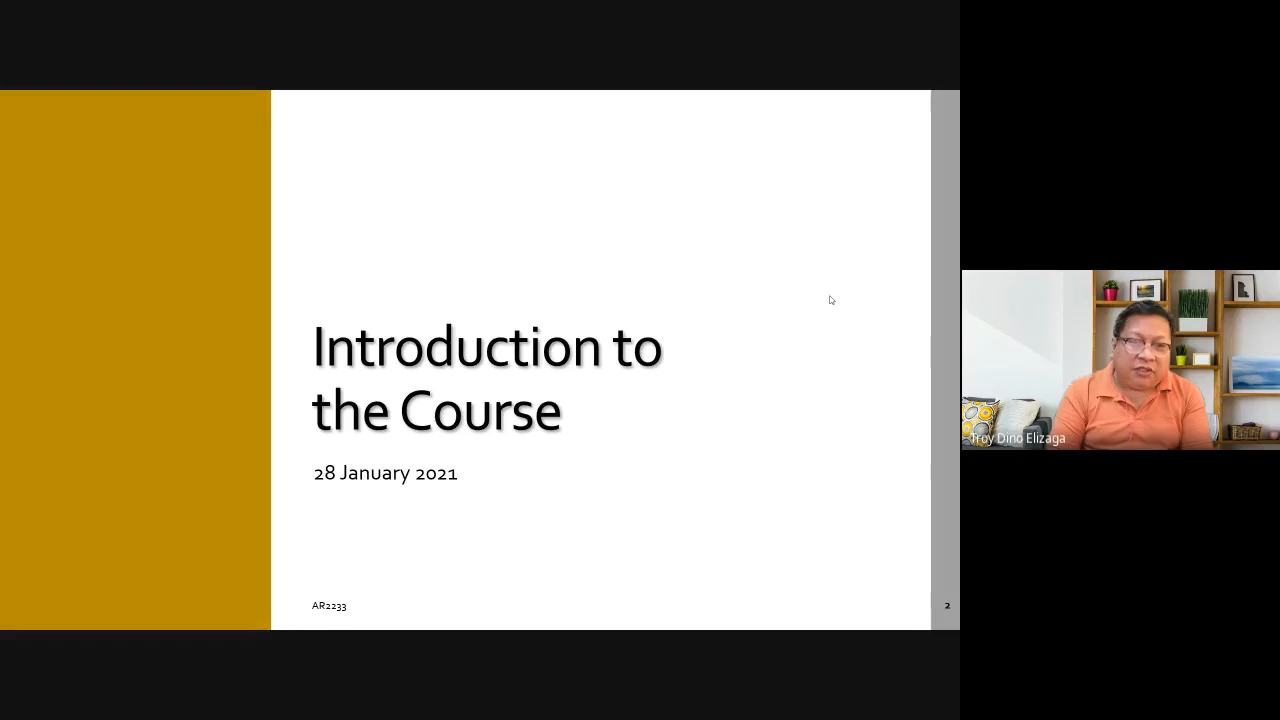 Introduction to
the Course
28 January 2021
AR2233
2
Troy Dino Elizaga